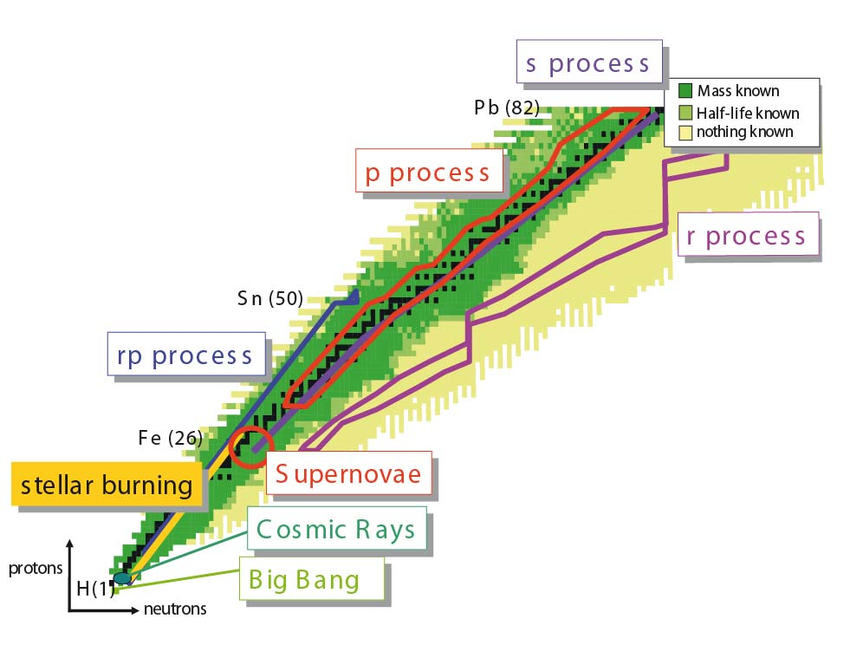 s process
Mass known
Half-life known
nothing known
Pb (82)
p process
r process
Sn (50)
rp process
Fe (26)
Supernovae
stellar burning
Cosmic Rays
Big Bang
protons
H(1)
neutrons